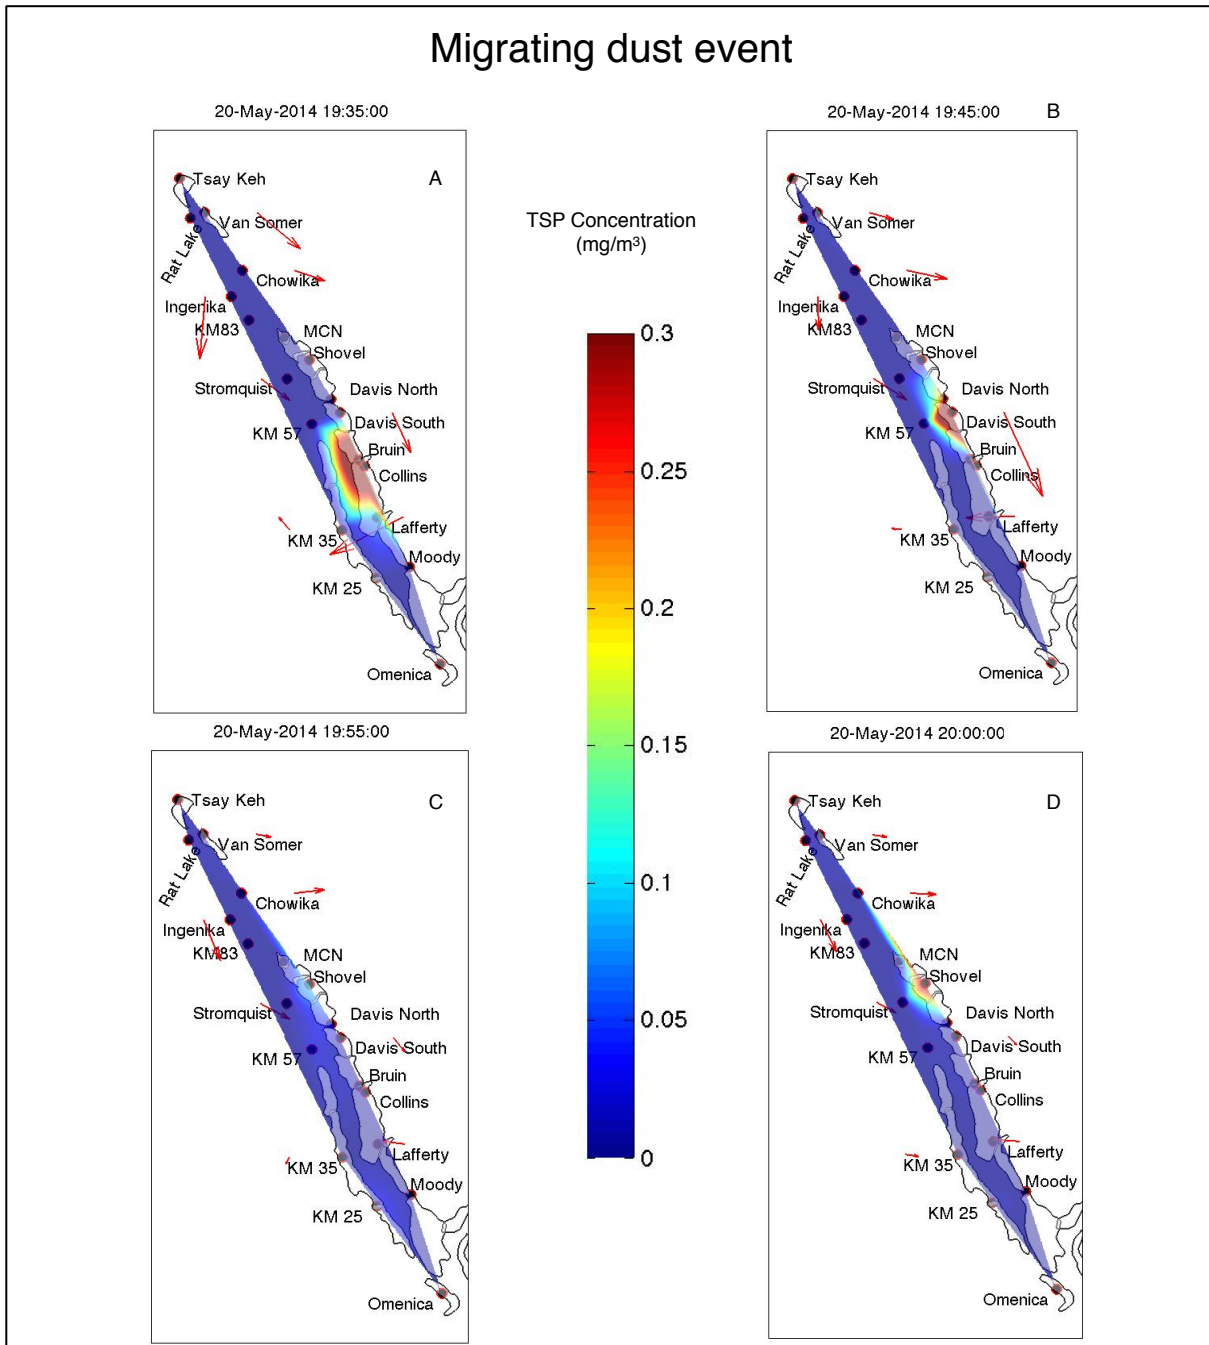 Migrating dust event
20-May-2014 19:35:00
A
Tsay Keh
Van Somer
Rat Lake
Chowika
Ingenika
KM83
MCN
Shovel
Stromquist
Davis North
Davis South
KM 57
Bruin
Collins
Lafferty
KM 35
Moody
KM 25
Omenica
TSP Concentration
(mg/m³)
0.3
0.25
0.2
0.15
0.1
0.05
0
20-May-2014 19:45:00
B
Tsay Keh
Van Somer
Rat Lake
Chowika
Ingenika
KM83
MCN
Shovel
Stromquist
Davis North
Davis South
KM 57
Bruin
Collins
Lafferty
KM 35
Moody
KM 25
Omenica
20-May-2014 19:55:00
C
Tsay Keh
Van Somer
Rat Lake
Chowika
Ingenika
KM83
MCN
Shovel
Stromquist
Davis North
Davis South
KM 57
Bruin
Collins
Lafferty
KM 35
Moody
KM 25
Omenica
20-May-2014 20:00:00
D
Tsay Keh
Van Somer
Rat Lake
Chowika
Ingenika
KM83
MCN
Shovel
Stromquist
Davis North
Davis South
KM 57
Bruin
Collins
Lafferty
KM 35
Moody
KM 25
Omenica